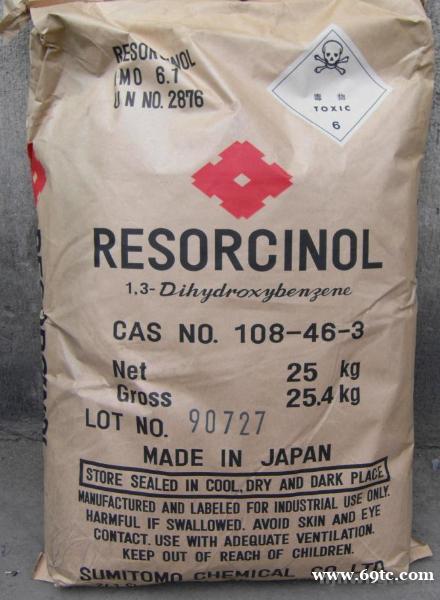 RESORCINOL
IMO 6.1
UN NO. 2876
毒物
TOXIC
6
RESORCINOL
1,3-Dihydroxybenzene
CAS NO. 108-46-3
Net 25 kg
Gross 25.4 kg
LOT NO. 90727
MADE IN JAPAN
STORE SEALED IN COOL, DRY AND DARK PLACE
MANUFACTURED AND LABELED FOR INDUSTRIAL USE ONLY.
HARMFUL IF SWALLOWED. AVOID SKIN AND EYE
CONTACT. USE WITH ADEQUATE VENTILATION.
KEEP OUT OF REACH OF CHILDREN.
SUMITOMO CHEMICAL CO., LTD.
www.69tc.com